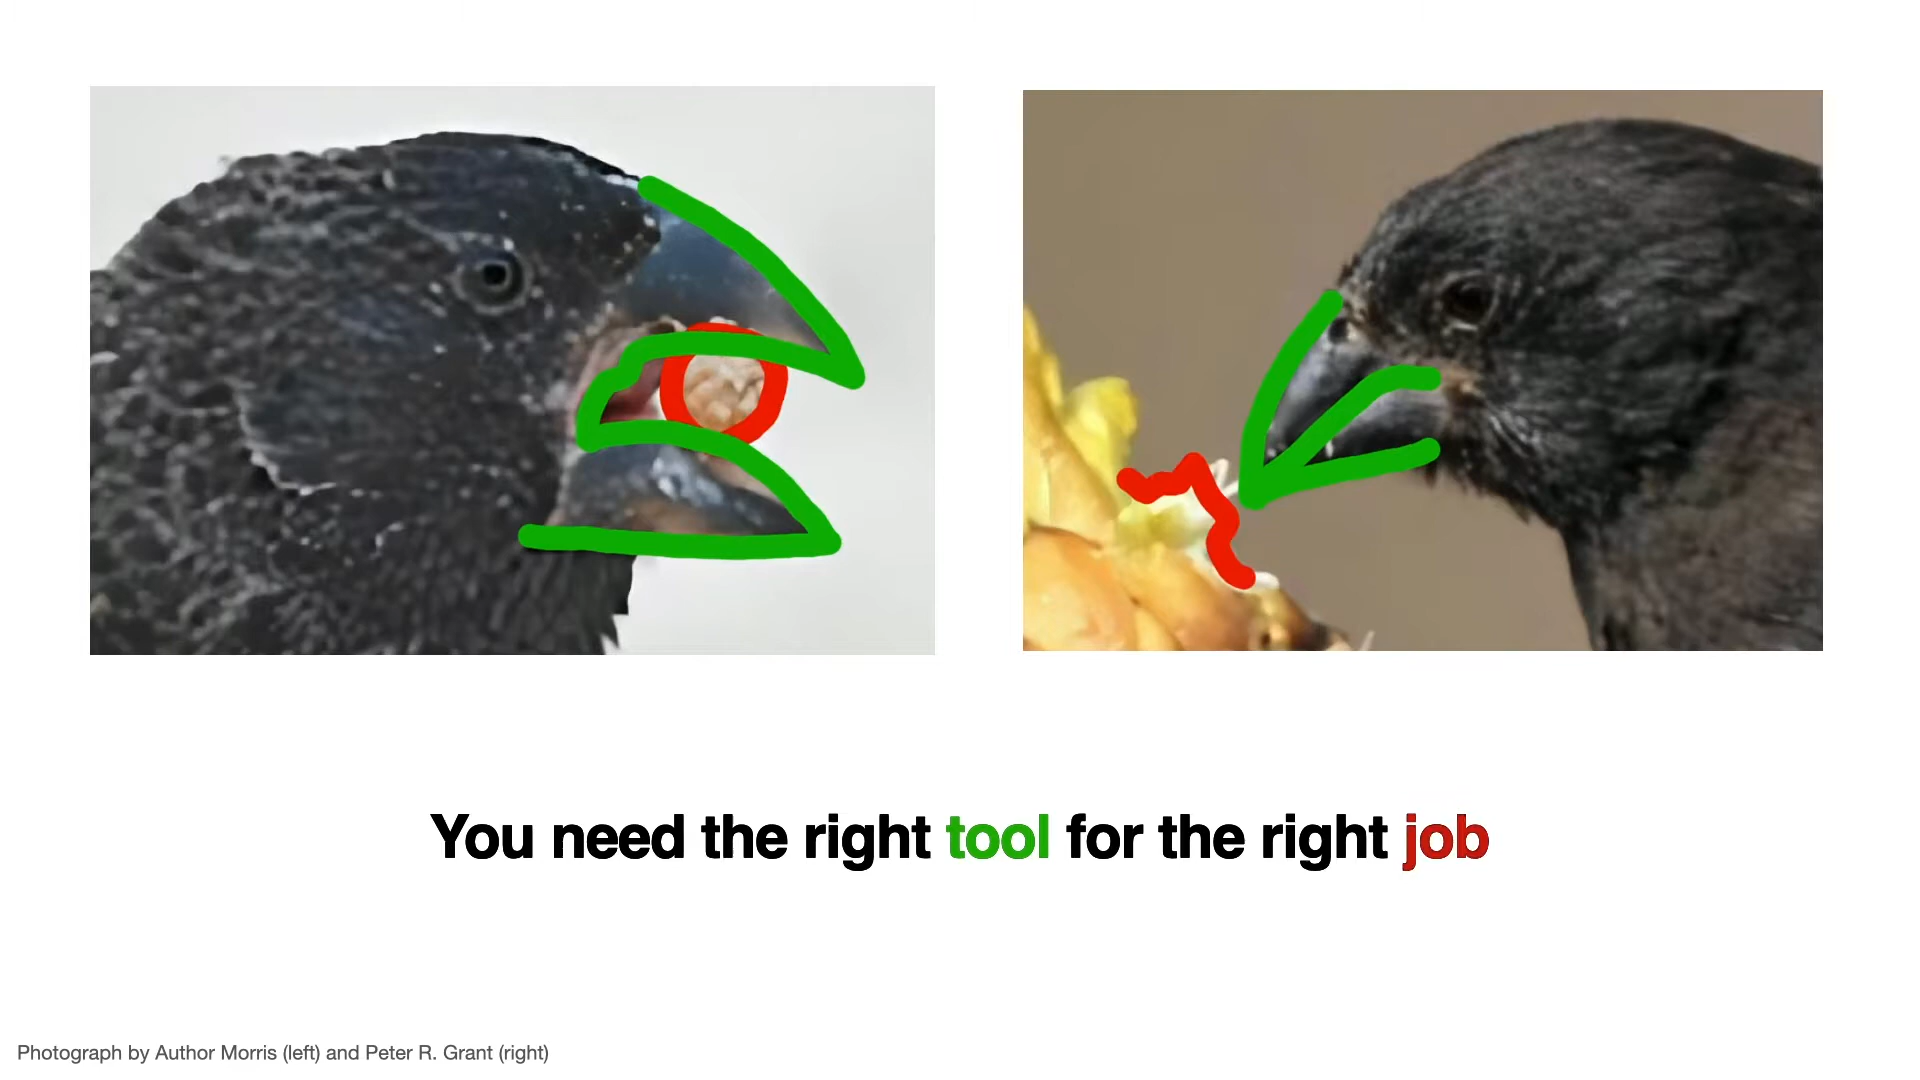 You need the right tool for the right job
Photograph by Author Morris (left) and Peter R. Grant (right)